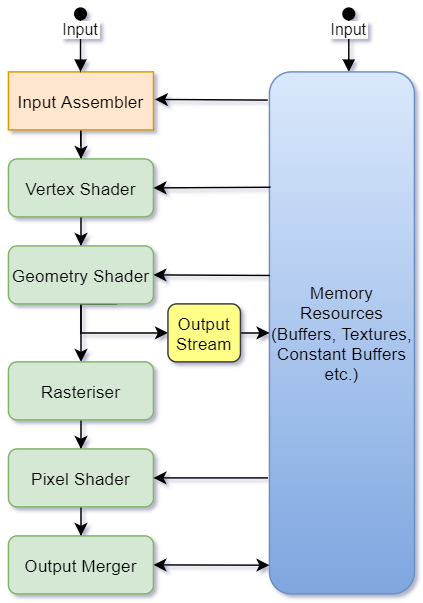 Input
Input
Input Assembler
Vertex Shader
Geometry Shader
Output
Stream
Memory
Resources
(Buffers, Textures,
Constant Buffers
etc.)
Rasteriser
Pixel Shader
Output Merger